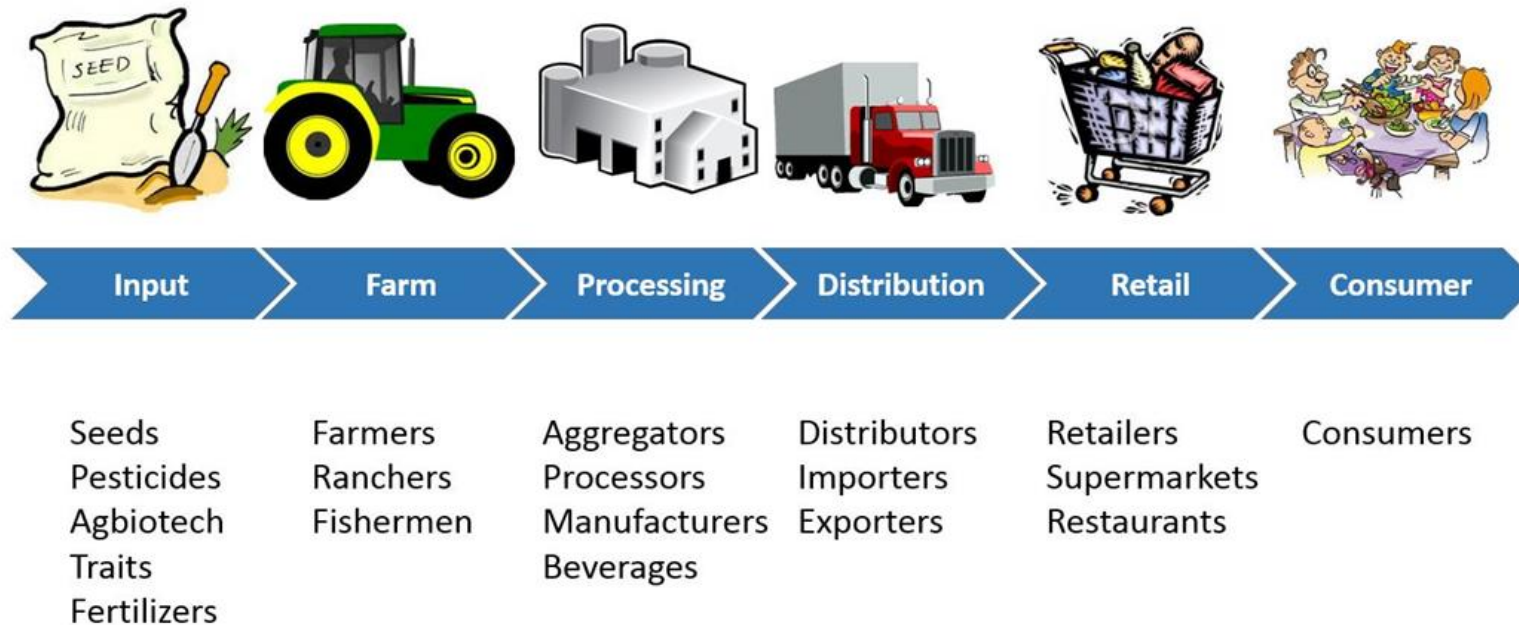 SEED
Input
Farm
Processing
Distribution
Retail
Consumer
Seeds
Pesticides
Agbiotech
Traits
Fertilizers
Farmers
Ranchers
Fishermen
Aggregators
Processors
Manufacturers
Beverages
Distributors
Importers
Exporters
Retailers
Supermarkets
Restaurants
Consumers